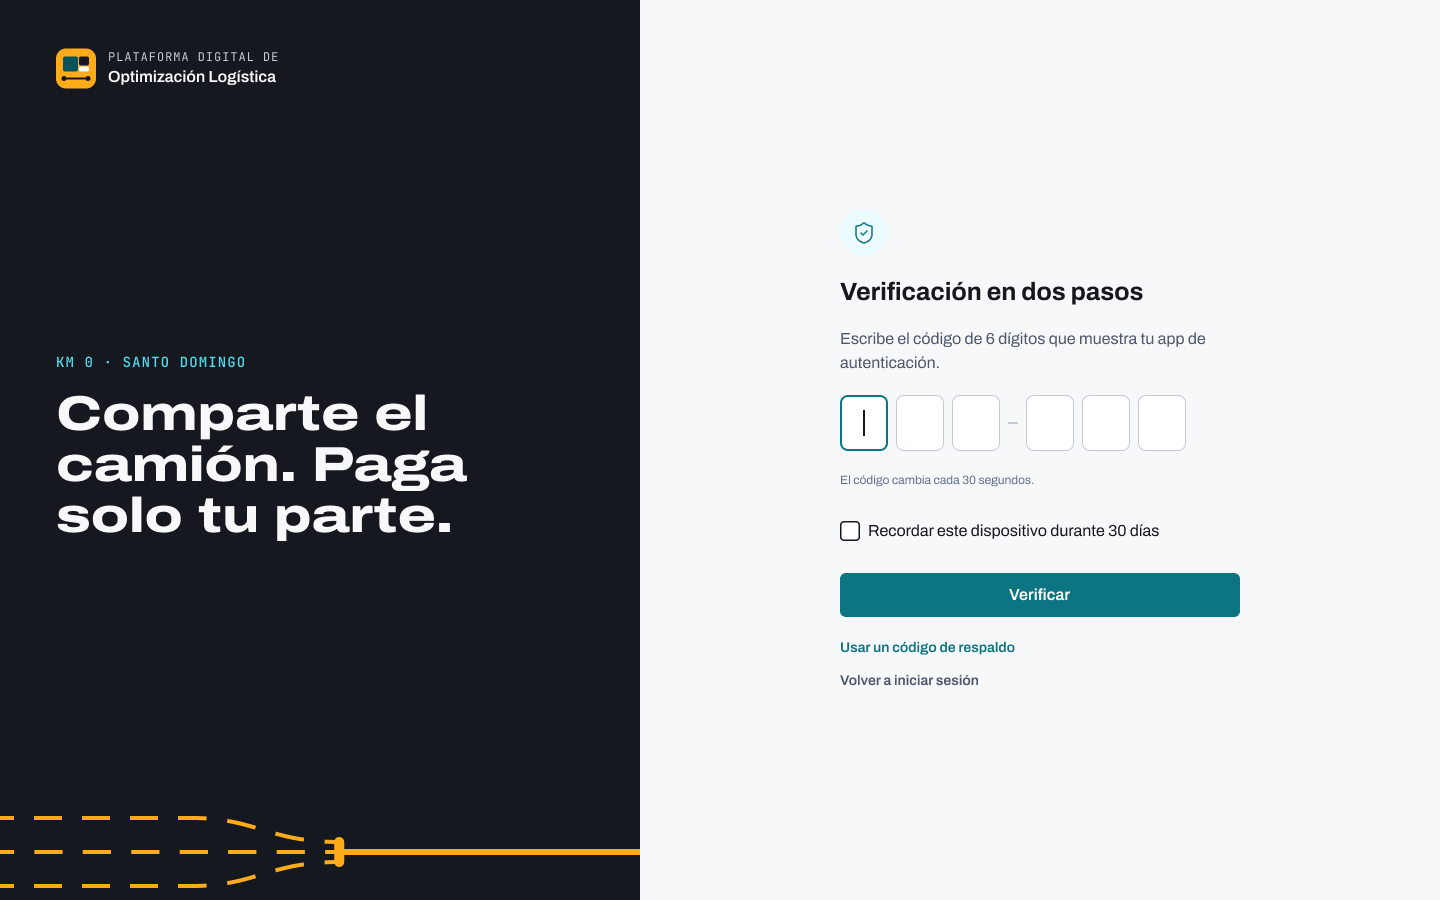 PLATAFORMA DIGITAL DE
Optimización Logística
KM 0 · SANTO DOMINGO
Comparte el
camión. Paga
solo tu parte.
Verificación en dos pasos
Escribe el código de 6 dígitos que muestra tu app de
autenticación.
–
El código cambia cada 30 segundos.
Recordar este dispositivo durante 30 días
Verificar
Usar un código de respaldo
Volver a iniciar sesión